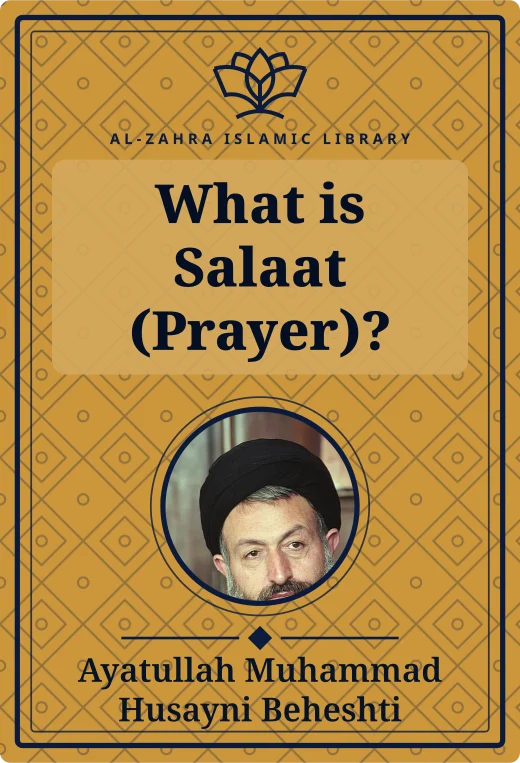 AL-ZAHRA ISLAMIC LIBRARY
What is
Salaat
(Prayer)?
Ayatullah Muhammad
Husayni Beheshti